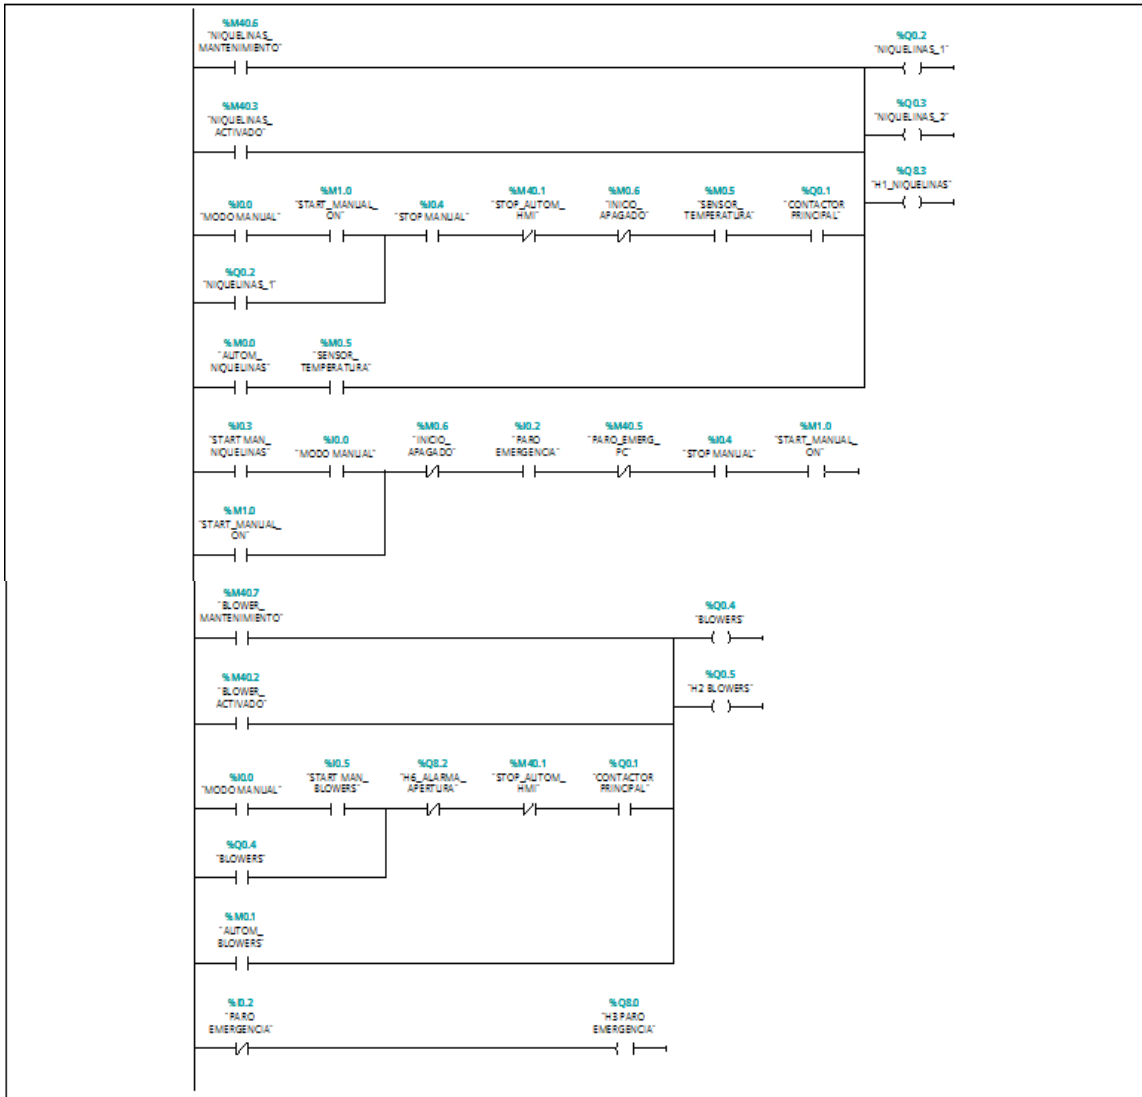 %M40.6
"NIQUELINAS_
MANTENIMIENTO"
%Q0.2
"NIQUELINAS_1"
%M40.3
"NIQUELINAS_
ACTIVADO"
%Q0.3
"NIQUELINAS_2"
%Q8.3
"H1_NIQUELINAS"
%I0.0
"MODO MANUAL"
%M1.0
"START_MANUAL_
ON"
%I0.4
"STOP MANUAL"
%M40.1
"STOP_AUTOM_
HMI"
%M0.6
"INICIO_
APAGADO"
%M0.5
"SENSOR_
TEMPERATURA"
%Q0.1
"CONTACTOR
PRINCIPAL"
%Q0.2
"NIQUELINAS_1"
%M0.0
"AUTOM_
NIQUELINAS"
%M0.5
"SENSOR_
TEMPERATURA"
%I0.3
"START MAN_
NIQUELINAS"
%I0.0
"MODO MANUAL"
%M0.6
"INICIO_
APAGADO"
%I0.2
"PARO
EMERGENCIA"
%M40.5
"PARO_EMERG_
PC"
%I0.4
"STOP MANUAL"
%M1.0
"START_MANUAL_
ON"
%M1.0
"START_MANUAL_
ON"
%M40.7
"BLOWER_
MANTENIMIENTO"
%Q0.4
"BLOWERS"
%M40.2
"BLOWER_
ACTIVADO"
%Q0.5
"H2 BLOWERS"
%I0.0
"MODO MANUAL"
%I0.5
"START MAN_
BLOWERS"
%Q8.2
"H6_ALARMA_
APERTURA"
%M40.1
"STOP_AUTOM_
HMI"
%Q0.1
"CONTACTOR
PRINCIPAL"
%Q0.4
"BLOWERS"
%M0.1
"AUTOM_
BLOWERS"
%I0.2
"PARO
EMERGENCIA"
%Q8.0
"H3 PARO
EMERGENCIA"